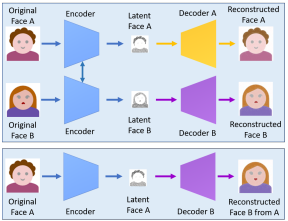 Original
Face A
Encoder
Latent
Face A
Decoder A
Reconstructed
Face A
Original
Face B
Encoder
Latent
Face B
Decoder B
Reconstructed
Face B
Original
Face A
Encoder
Latent
Face A
Decoder B
Reconstructed
Face B from A